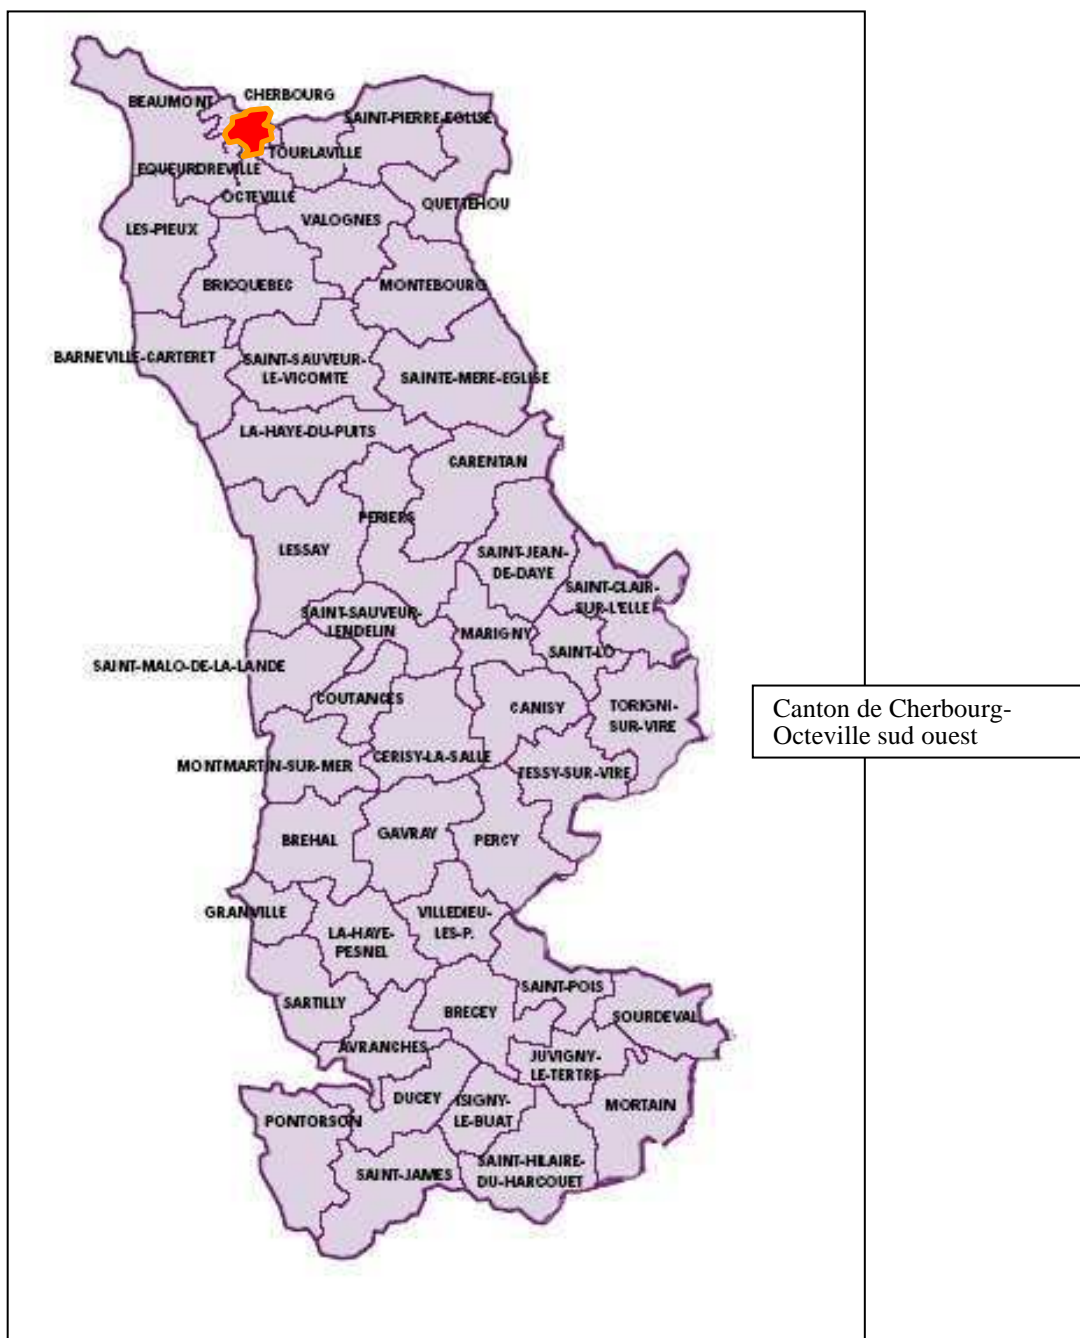 CHERBOURG
BEAUMONT
SAINT-PIERRE-EGLISE
TOURLAVILLE
EQUEURDREVILLE
OCTEVILLE
QUETTEHOU
VALOGNES
LES-PIEUX
BRICQUEBEC
MONTEBOURG
BARNEVILLE-CARTERET
SAINT-SAUVEUR-
LE-VICOMTE
SAINTE-MERE-EGLISE
LA-HAYE-DU-PUITS
CARENTAN
PERIERS
LESSAY
SAINT-JEAN-
DE-DAYE
SAINT-CLAIR-
SUR-L'ELLE
SAINT-SAUVEUR-
LENDELIN
MARIGNY
SAINT-LO
SAINT-MALO-DE-LA-LANDE
COUTANCES
CANISY
TORIGNI-
SUR-VIRE
Canton de Cherbourg-
Octeville sud ouest
MONTMARTIN-SUR-MER
CERISY-LA-SALLE
TESSY-SUR-VIRE
BREHAL
GAVRAY
PERCY
GRANVILLE
VILLEDIEU-
LES-P.
LA-HAYE-
PESNEL
SAINT-POIS
SARTILLY
BRECEY
SOURDEVAL
AVRANCHES
JUVIGNY-
LE-TERTRE
DUCEY
ISIGNY-
LE-BUAT
MORTAIN
PONTORSON
SAINT-JAMES
SAINT-HILAIRE-
DU-HARCOUET